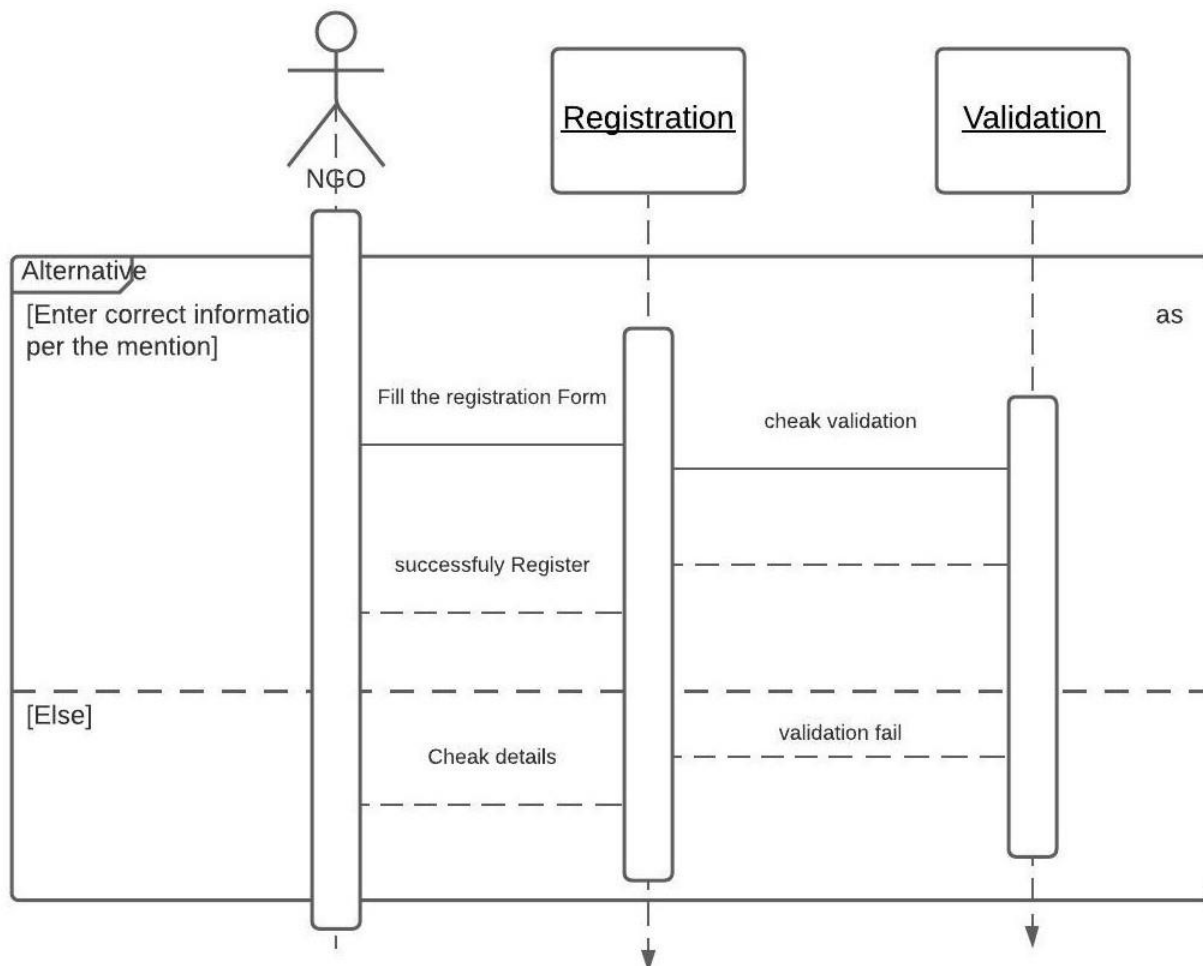 NGO
Registration
Validation
Alternative
[Enter correct informatio as
per the mention]
Fill the registration Form
cheak validation
successfuly Register
[Else]
validation fail
Cheak details